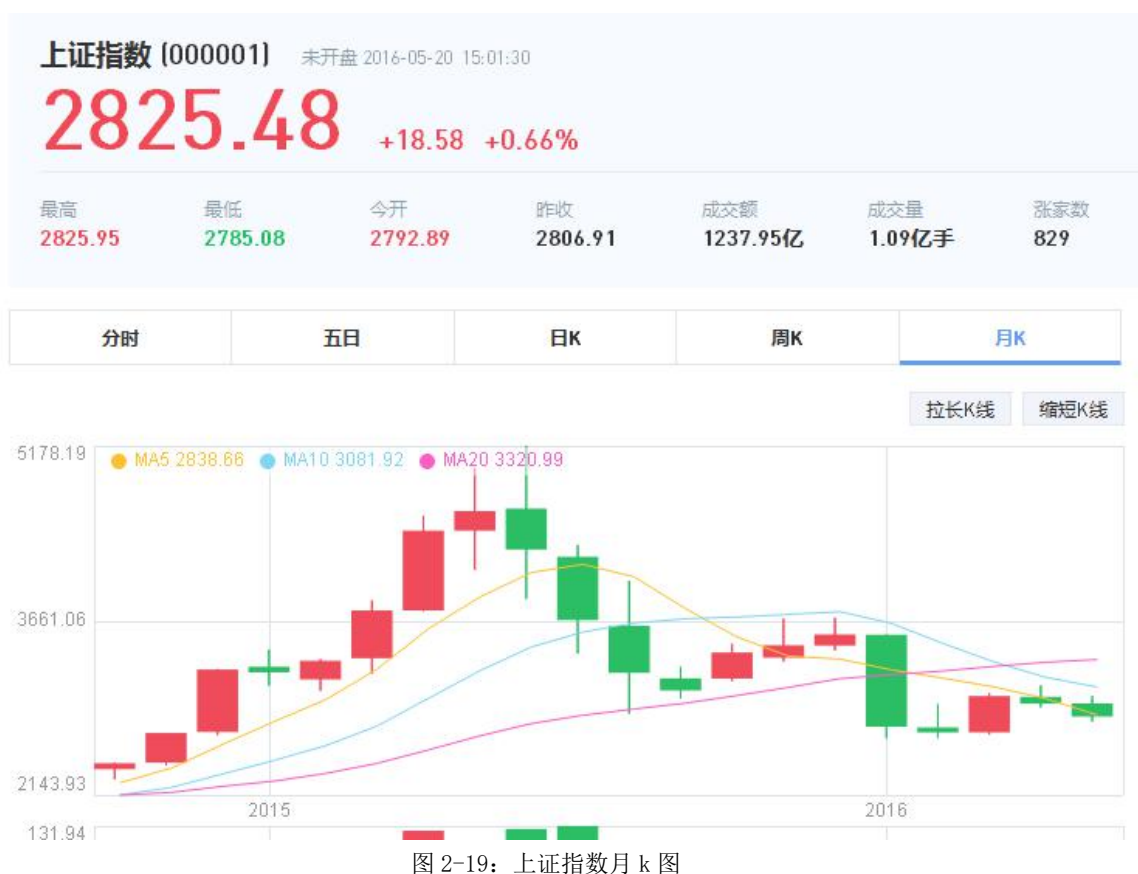 上证指数 (000001) 未开盘 2016-05-20 15:01:30
2825.48 +18.58 +0.66%
最高 最低 今开 昨收 成交额 成交量 涨家数
2825.95 2785.08 2792.89 2806.91 1237.95亿 1.09亿手 829
分时 五日 日K 周K 月K
拉长K线 缩短K线
5178.19 MA5 2838.66 MA10 3081.92 MA20 3320.99
3661.06
2143.93
2015 2016
131.94
图 2-19：上证指数月 k 图